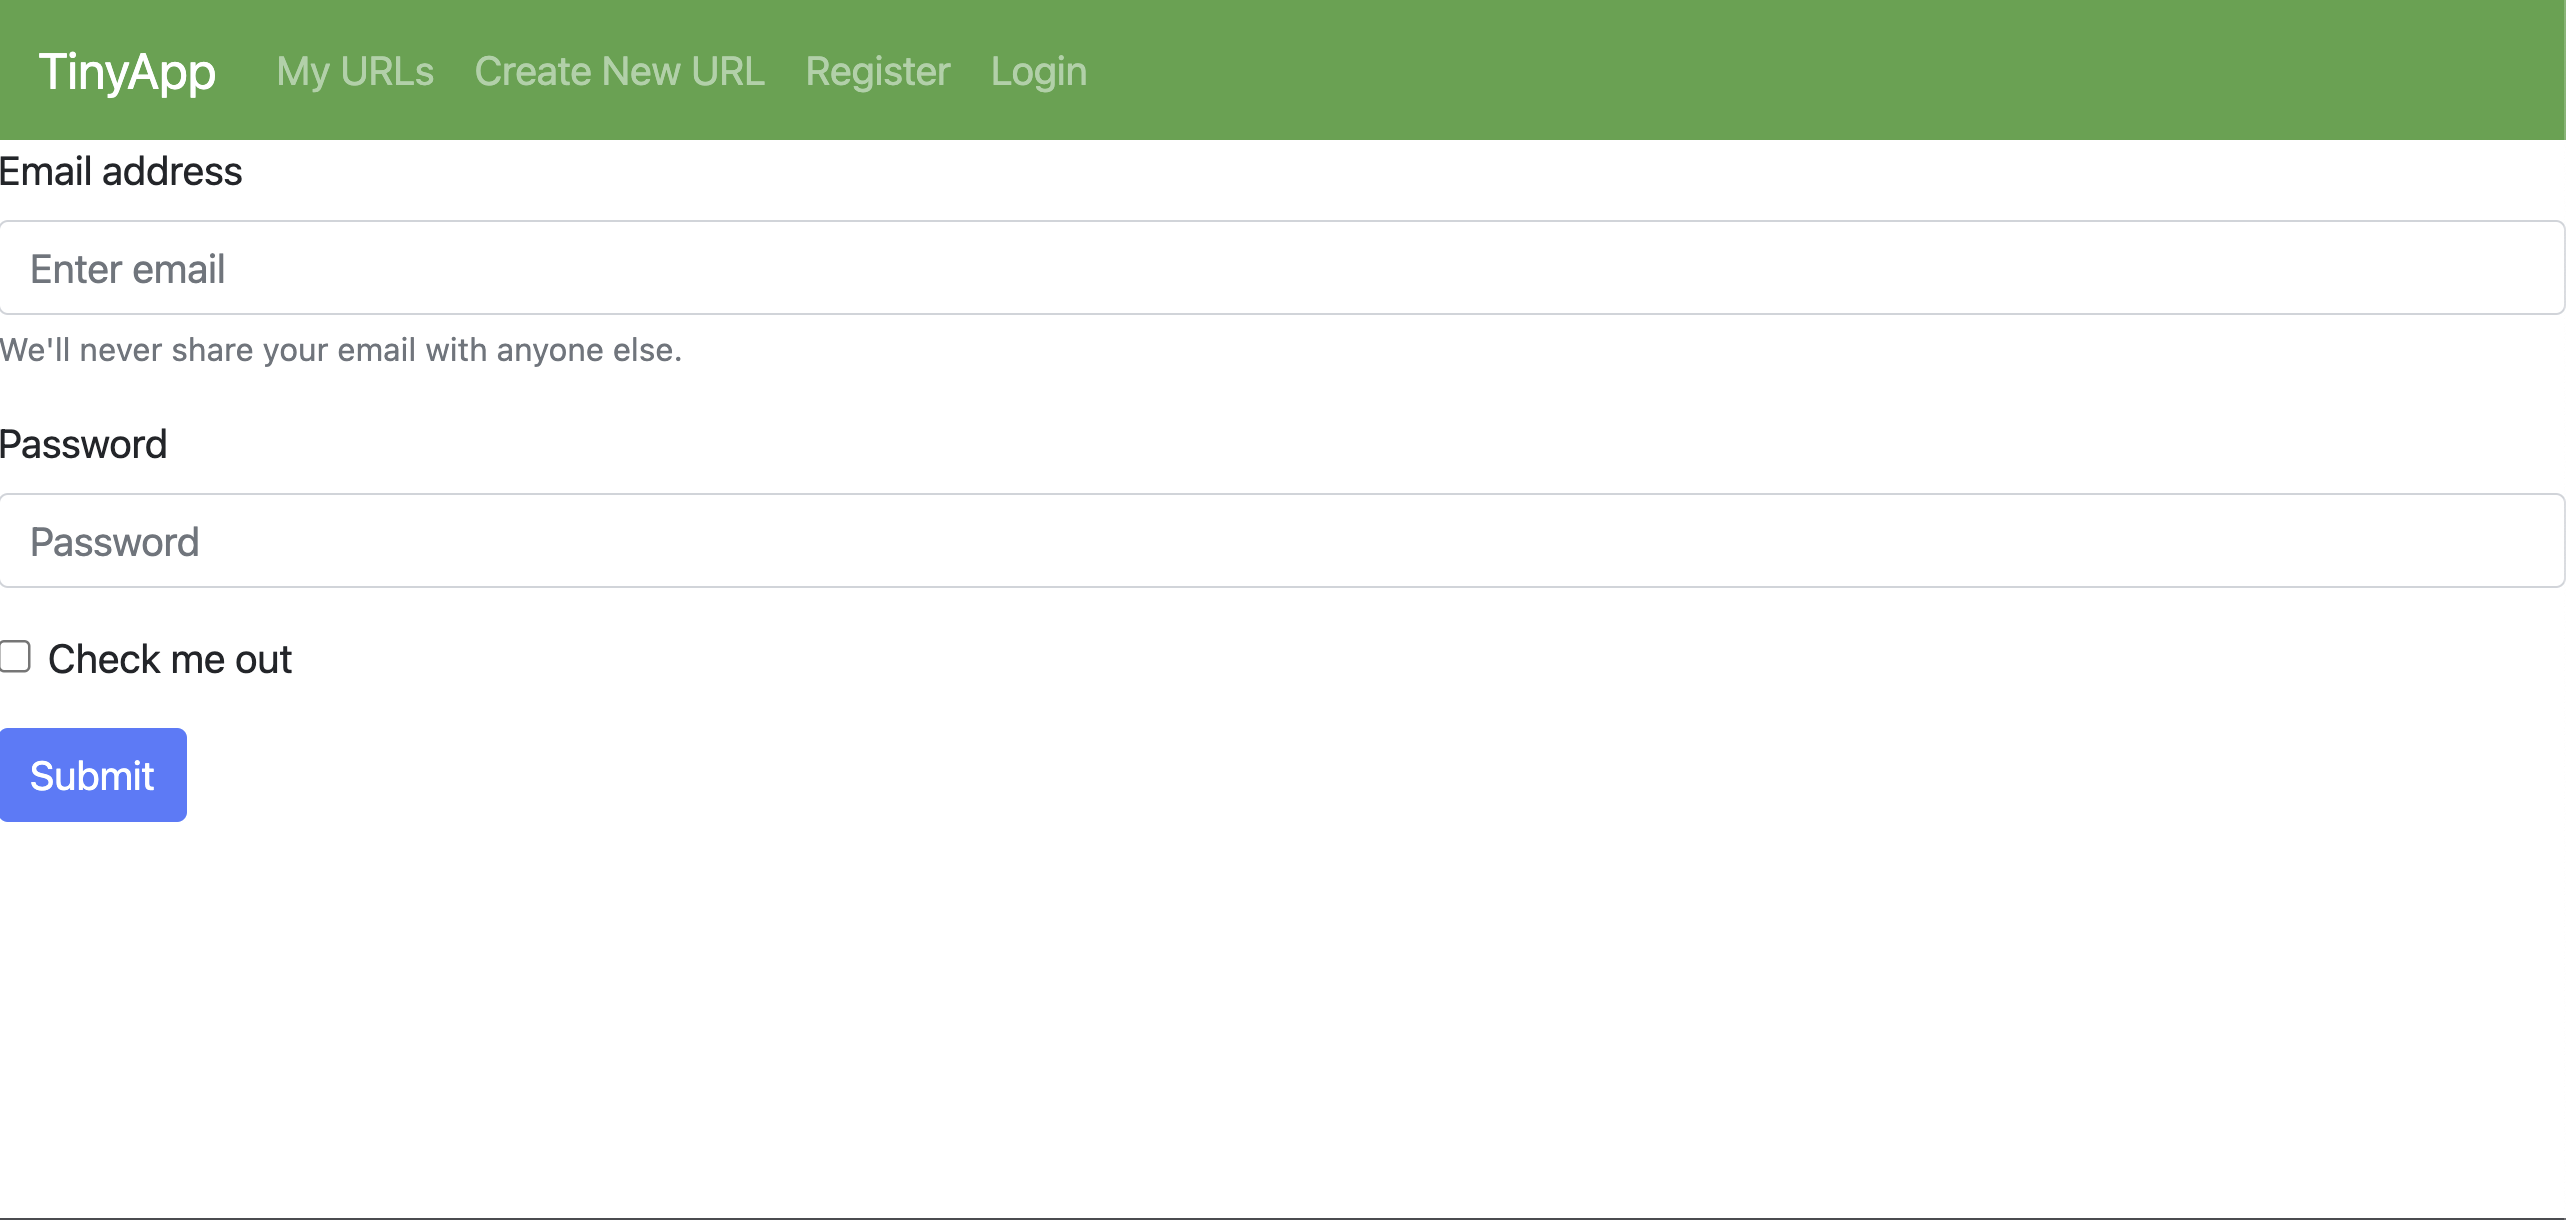 TinyApp My URLs Create New URL Register Login
Email address
Enter email
We'll never share your email with anyone else.
Password
Password
Check me out
Submit